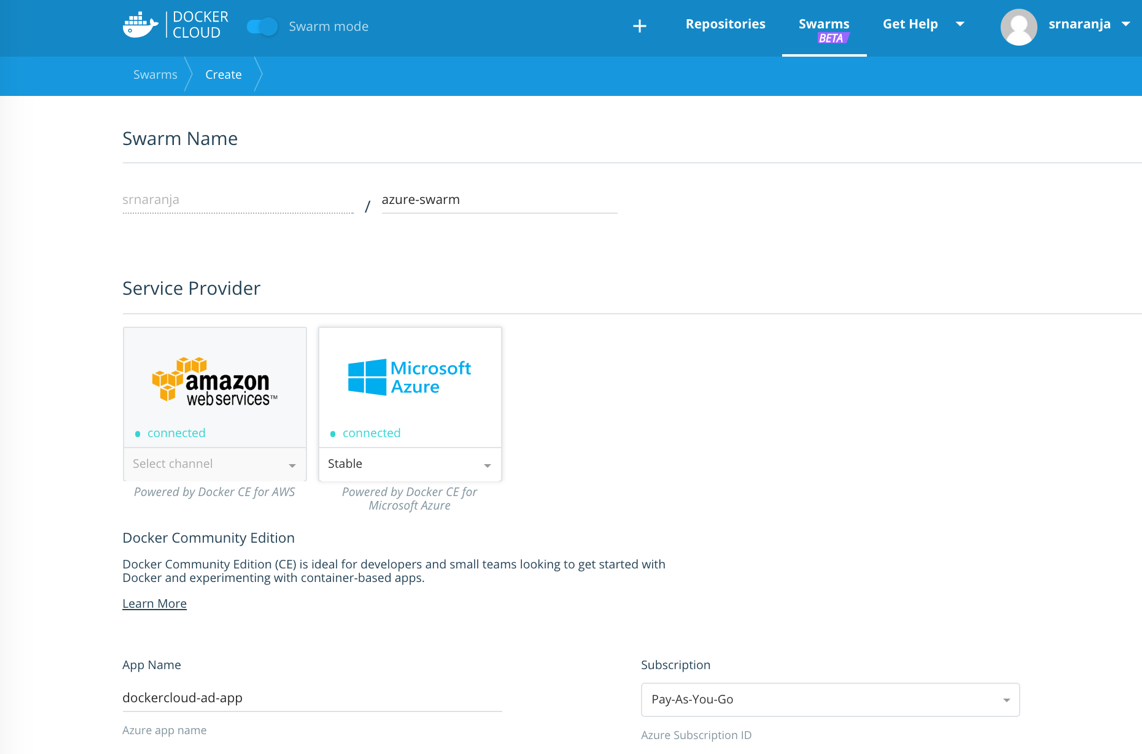 DOCKER
CLOUD
Swarm mode
+
Repositories
Swarms
BETA
Get Help
srnaranja
Swarms
Create
Swarm Name
srnaranja
/
azure-swarm
Service Provider
amazon
web services™
connected
Select channel
Powered by Docker CE for AWS
Microsoft
Azure
connected
Stable
Powered by Docker CE for
Microsoft Azure
Docker Community Edition
Docker Community Edition (CE) is ideal for developers and small teams looking to get started with
Docker and experimenting with container-based apps.
Learn More
App Name
dockercloud-ad-app
Azure app name
Subscription
Pay-As-You-Go
Azure Subscription ID